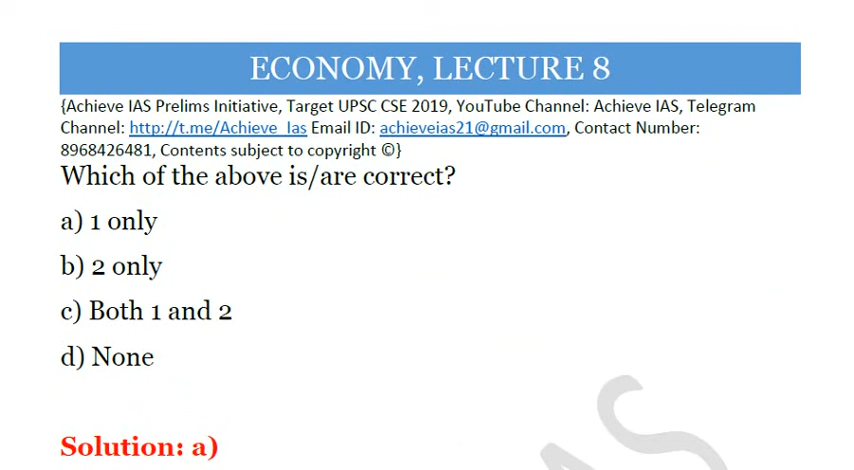 ECONOMY, LECTURE 8
{Achieve IAS Prelims Initiative, Target UPSC CSE 2019, YouTube Channel: Achieve IAS, Telegram
Channel: http://t.me/Achieve_Ias Email ID: achieveias21@gmail.com, Contact Number:
8968426481, Contents subject to copyright ©}
Which of the above is/are correct?
a) 1 only
b) 2 only
c) Both 1 and 2
d) None
Solution: a)
AS